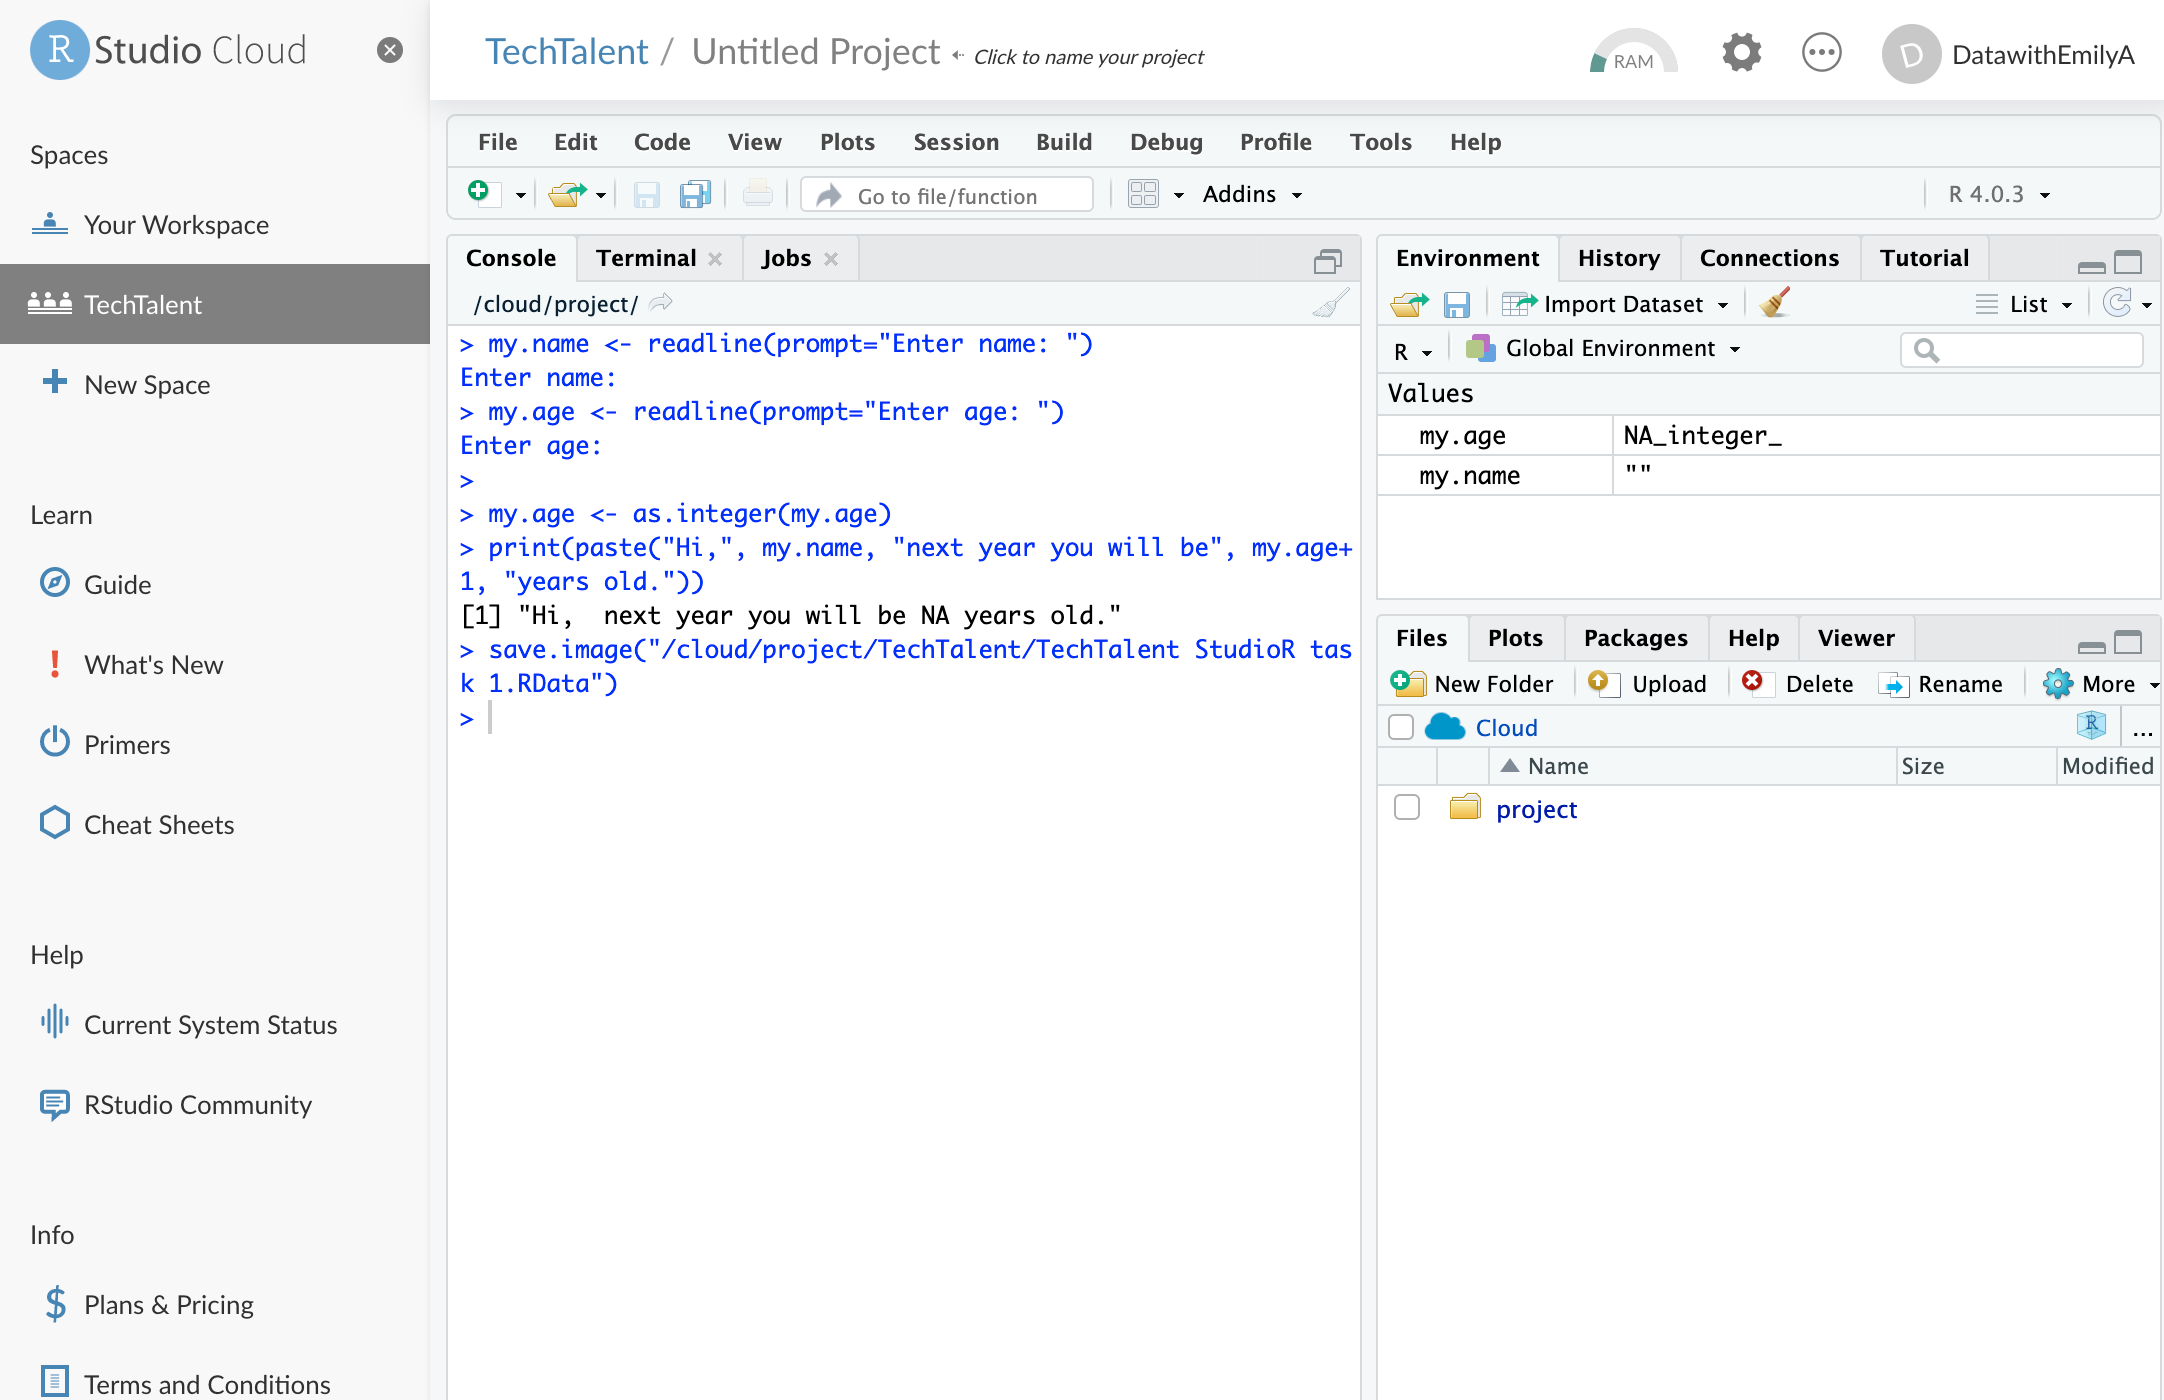 R Studio Cloud
Spaces
Your Workspace
TechTalent
New Space
Learn
Guide
What's New
Primers
Cheat Sheets
Help
Current System Status
RStudio Community
Info
Plans & Pricing
Terms and Conditions
TechTalent / Untitled Project Click to name your project
RAM
D DatawithEmilyA
File Edit Code View Plots Session Build Debug Profile Tools Help
Go to file/function
Addins
R 4.0.3
Console Terminal Jobs
/cloud/project/
> my.name <- readline(prompt="Enter name: ")
Enter name:
> my.age <- readline(prompt="Enter age: ")
Enter age:
>
> my.age <- as.integer(my.age)
> print(paste("Hi,", my.name, "next year you will be", my.age+
1, "years old."))
[1] "Hi,  next year you will be NA years old."
> save.image("/cloud/project/TechTalent/TechTalent StudioR tas
k 1.RData")
>
Environment History Connections Tutorial
Import Dataset List
R Global Environment
Values
my.age NA_integer_
my.name ""
Files Plots Packages Help Viewer
New Folder Upload Delete Rename More
Cloud R ...
Name Size Modified
project